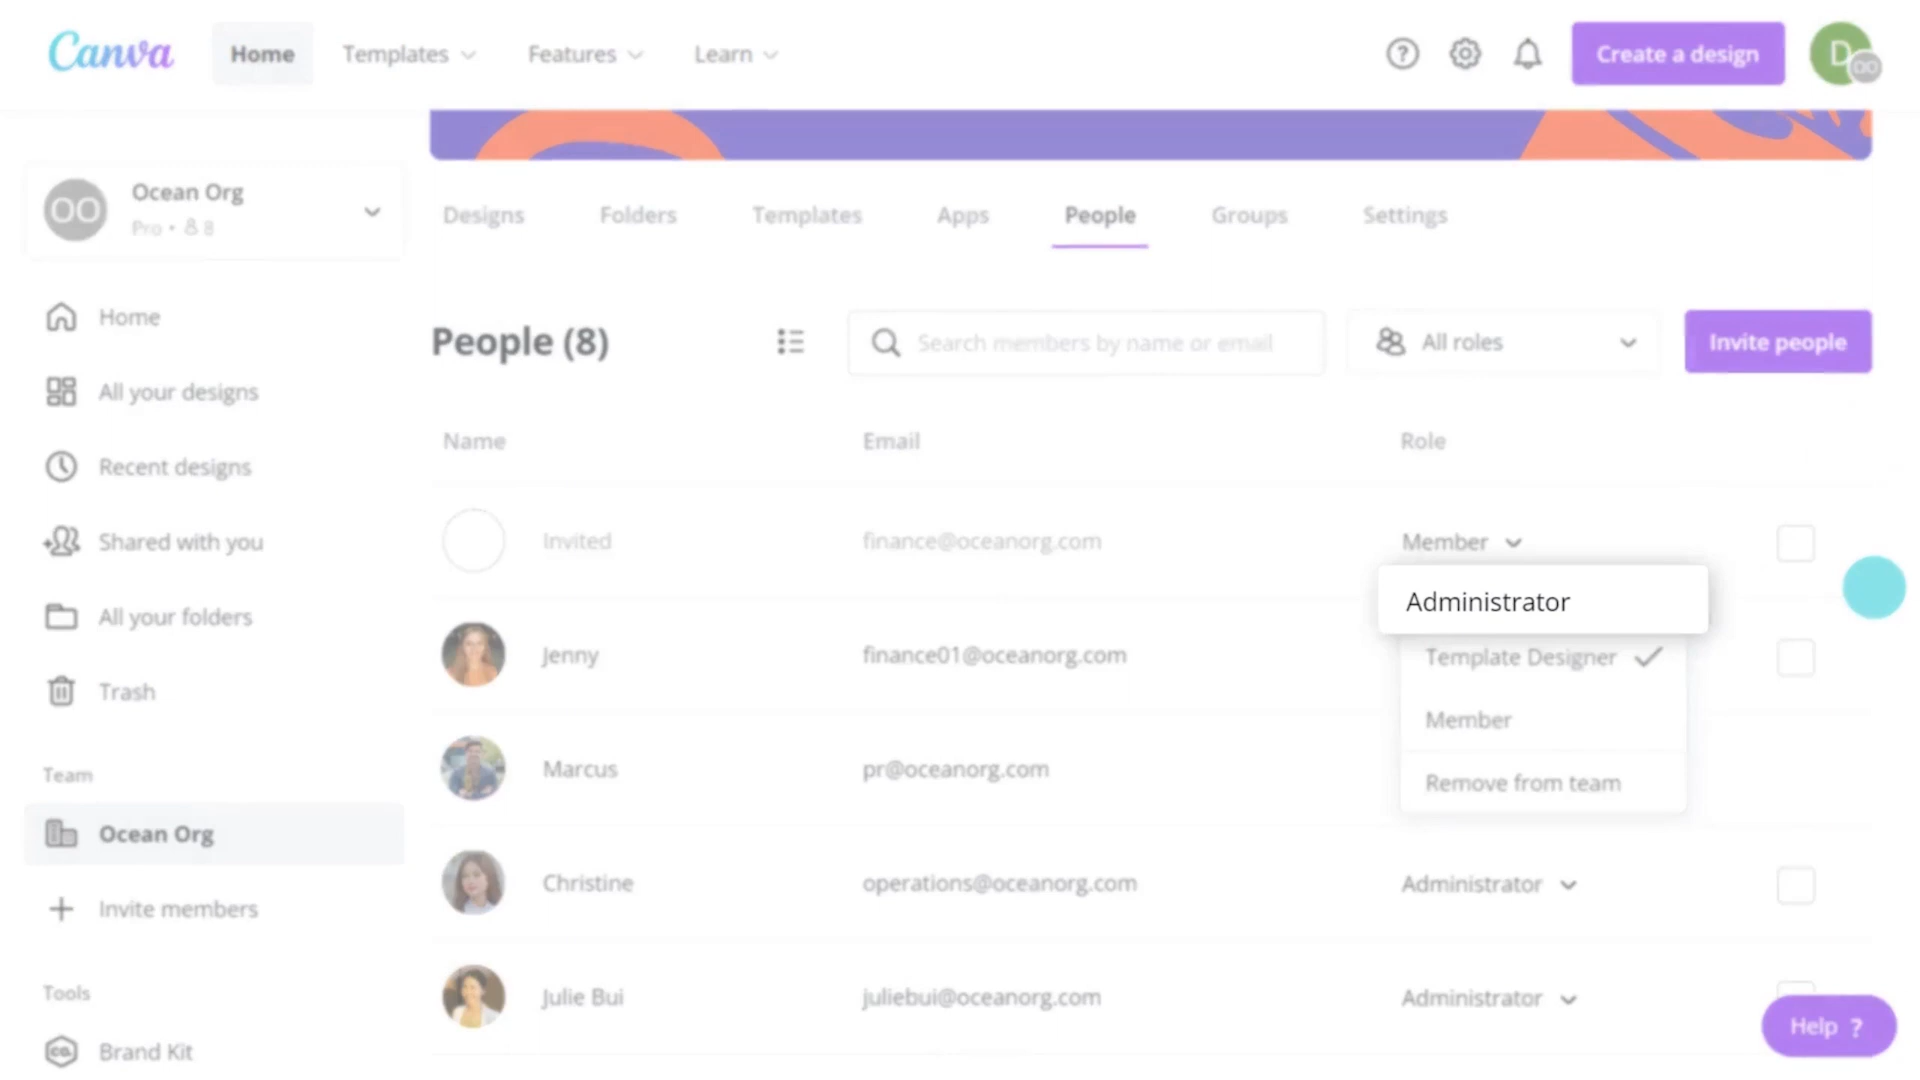 Canva Home Templates Features Learn Create a design D OO
OO Ocean Org
Pro • 8
Designs Folders Templates Apps People Groups Settings
Home
People (8) Search members by name or email All roles Invite people
All your designs
Name Email Role
Recent designs
Invited finance@oceanorg.com Member
Shared with you
Administrator
All your folders
Jenny finance01@oceanorg.com Template Designer
Trash
Member
Team
Marcus pr@oceanorg.com
Remove from team
Ocean Org
Christine operations@oceanorg.com Administrator
Invite members
Tools
Julie Bui juliebui@oceanorg.com Administrator
Help ?
co. Brand Kit